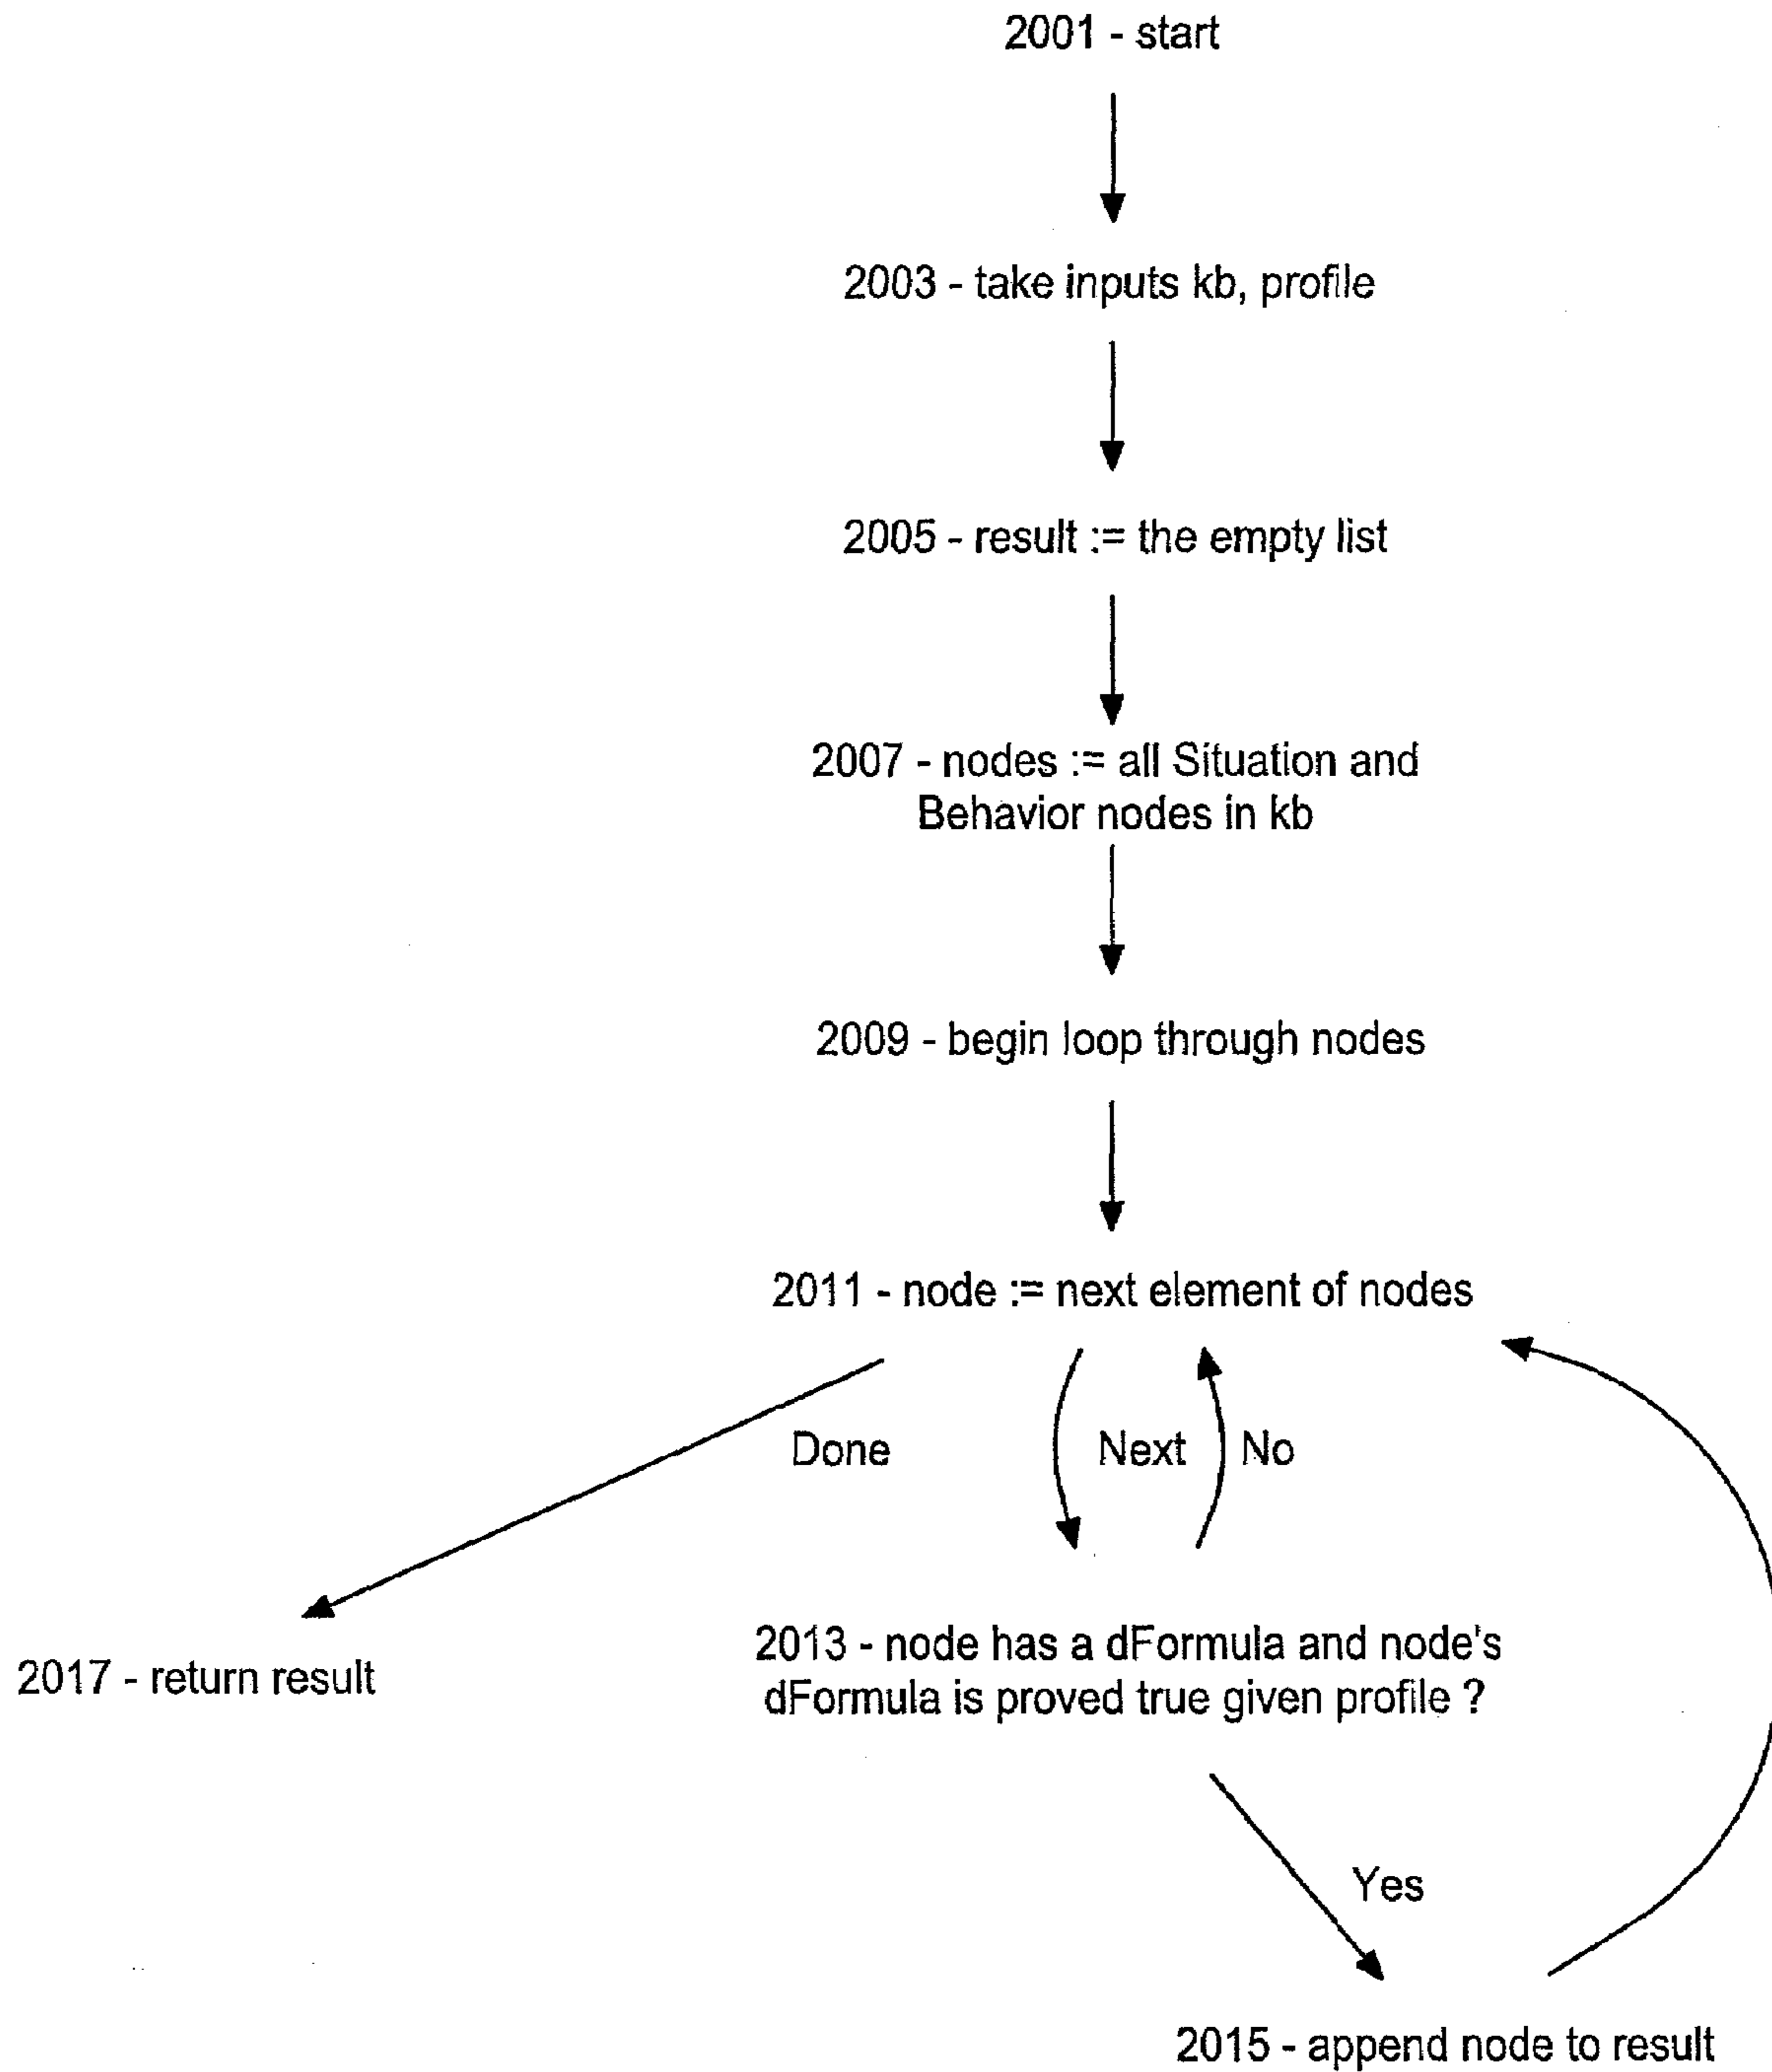 2001 - start
2003 - take inputs kb, profile
2005 - result := the empty list
2007 - nodes := all Situation and
Behavior nodes in kb
2009 - begin loop through nodes
2011 - node := next element of nodes
Done
Next
No
2013 - node has a dFormula and node's
dFormula is proved true given profile ?
2017 - return result
Yes
2015 - append node to result